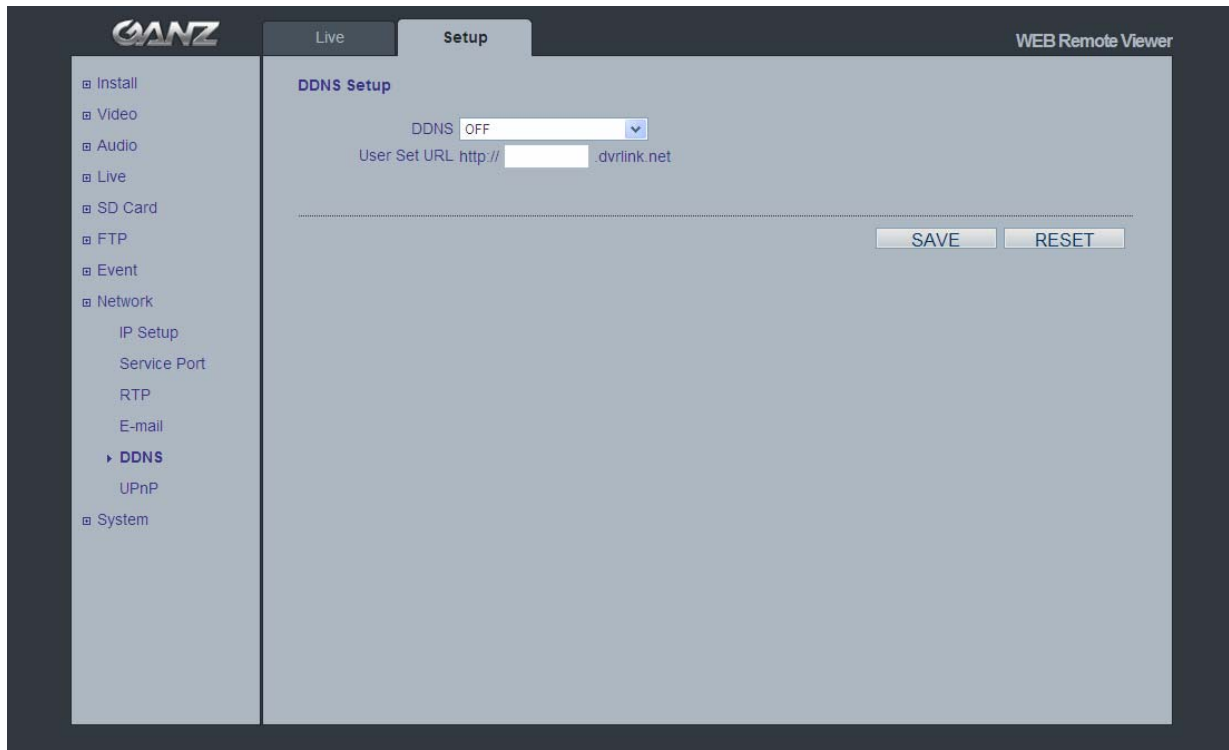 GANZ
Live
Setup
WEB Remote Viewer
Install
Video
Audio
Live
SD Card
FTP
Event
Network
IP Setup
Service Port
RTP
E-mail
DDNS
UPnP
System
DDNS Setup
DDNS OFF
User Set URL http:// .dvrlink.net
SAVE RESET